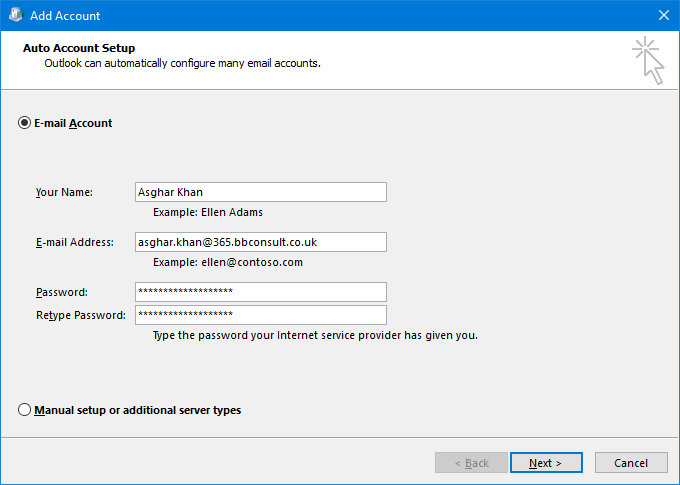 Add Account
Auto Account Setup
Outlook can automatically configure many email accounts.
E-mail Account
Your Name: Asghar Khan
Example: Ellen Adams
E-mail Address: asghar.khan@365.bbconsult.co.uk
Example: ellen@contoso.com
Password: *******************
Retype Password: *******************
Type the password your Internet service provider has given you.
Manual setup or additional server types
< Back Next > Cancel